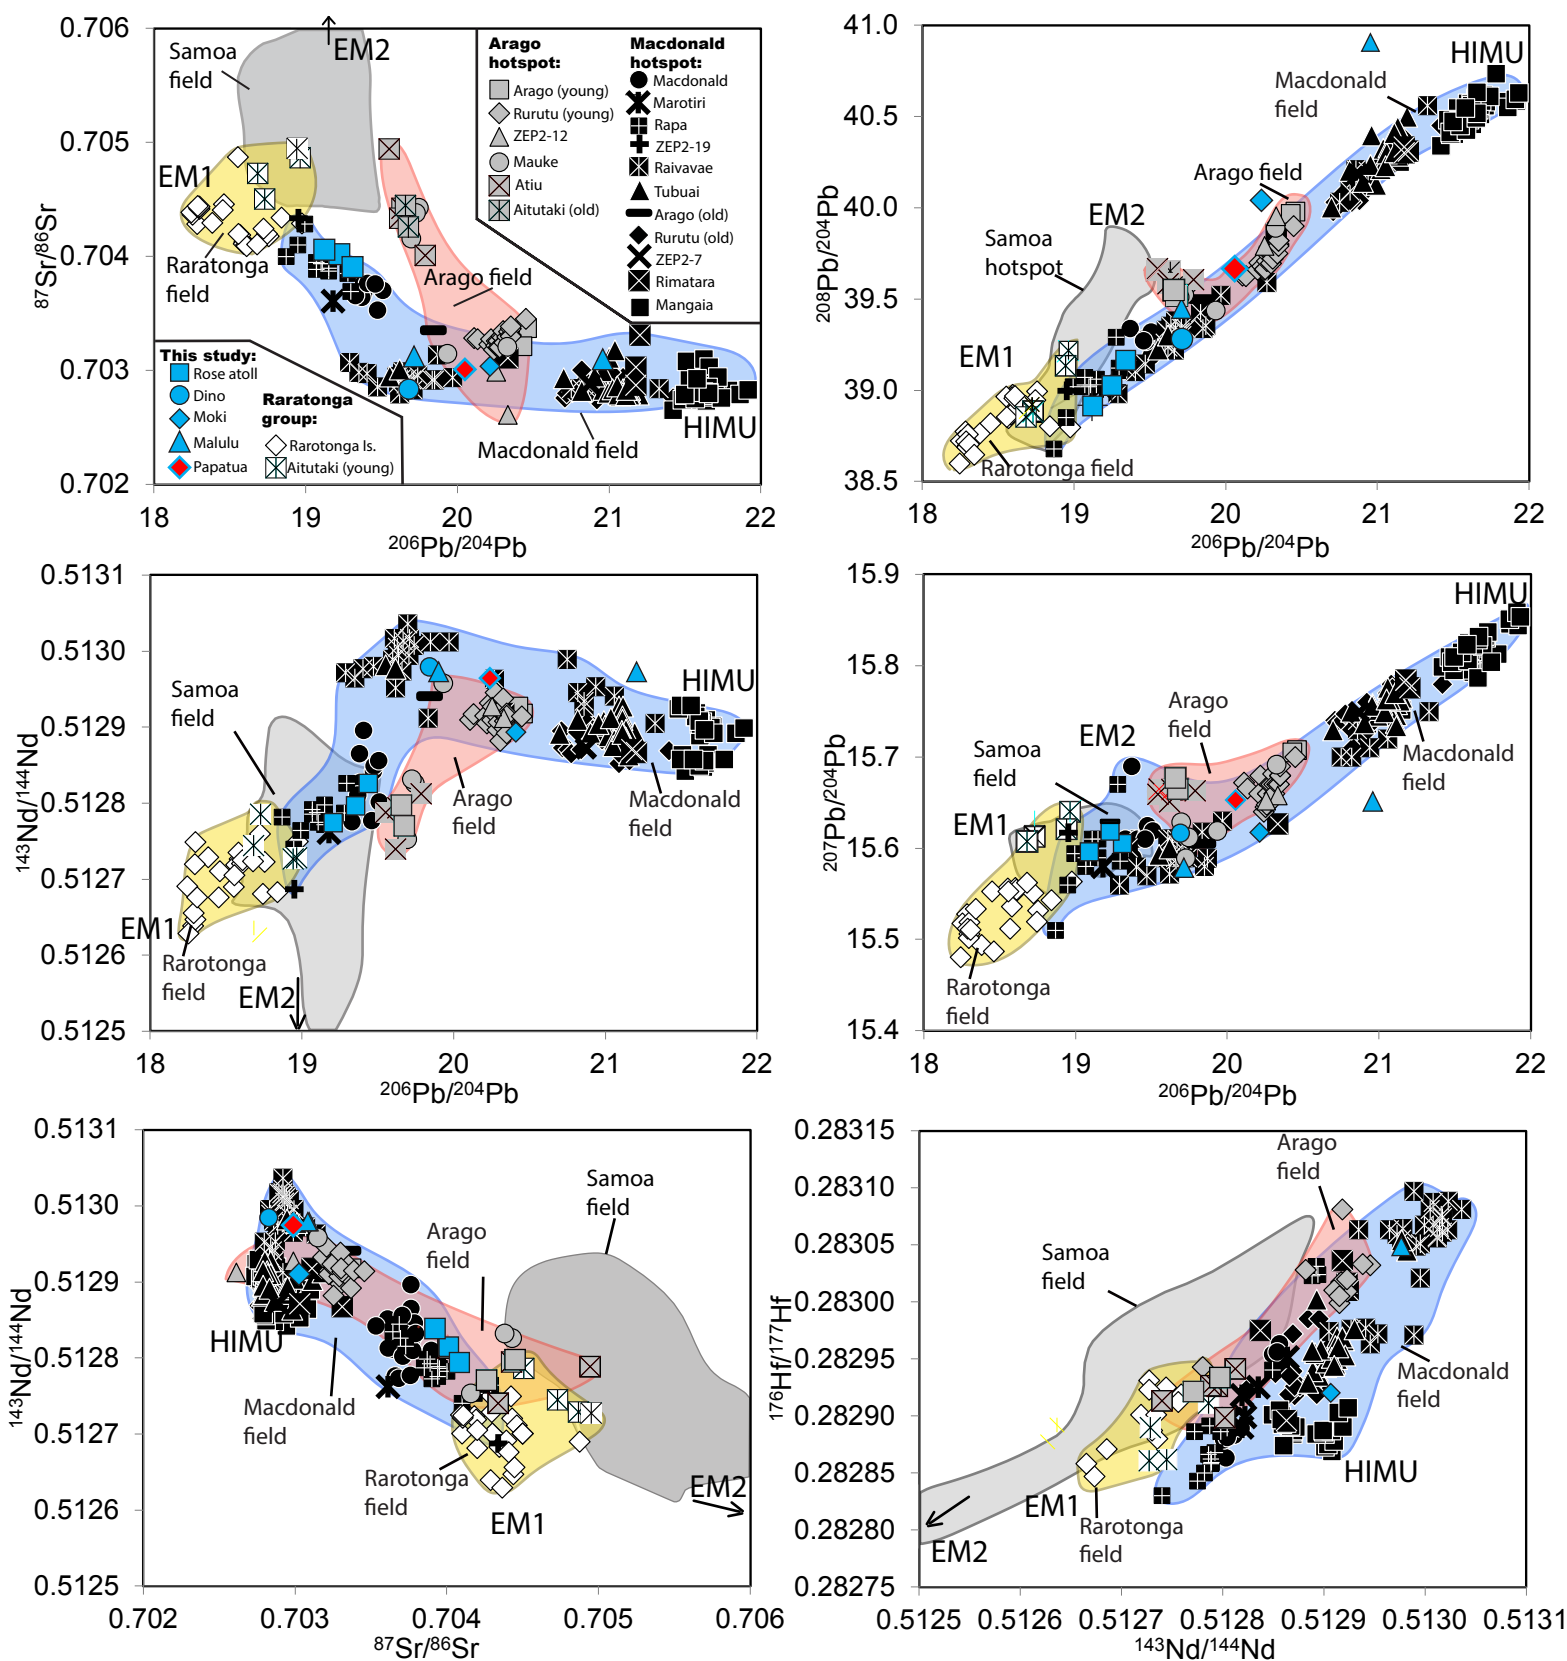 0.706
0.705
0.704
0.703
0.702
87Sr/86Sr
18
19
20
21
22
206Pb/204Pb
Samoa
field
EM2
EM1
Raratonga
field
Arago field
Macdonald field
HIMU
Arago
hotspot:
Arago (young)
Rurutu (young)
ZEP2-12
Mauke
Atiu
Aitutaki (old)
Macdonald
hotspot:
Macdonald
Marotiri
Rapa
ZEP2-19
Raivavae
Tubuai
Arago (old)
Rurutu (old)
ZEP2-7
Rimatara
Mangaia
This study:
Rose atoll
Dino
Moki
Malulu
Papatua
Raratonga
group:
Rarotonga Is.
Aitutaki (young)
41.0
40.5
40.0
39.5
39.0
38.5
208Pb/204Pb
18
19
20
21
22
206Pb/204Pb
HIMU
Macdonald
field
Arago field
EM2
Samoa
hotspot
EM1
Rarotonga field
0.5131
0.5130
0.5129
0.5128
0.5127
0.5126
0.5125
143Nd/144Nd
18
19
20
21
22
206Pb/204Pb
Samoa
field
HIMU
Arago
field
Macdonald
field
EM1
Rarotonga
field
EM2
15.9
15.8
15.7
15.6
15.5
15.4
207Pb/204Pb
18
19
20
21
22
206Pb/204Pb
HIMU
Arago
field
EM2
Samoa
field
Macdonald
field
EM1
Rarotonga
field
0.5131
0.5130
0.5129
0.5128
0.5127
0.5126
0.5125
143Nd/144Nd
0.702
0.703
0.704
0.705
0.706
87Sr/86Sr
Samoa
field
Arago
field
HIMU
Macdonald
field
Rarotonga
field
EM1
EM2
0.28315
0.28310
0.28305
0.28300
0.28295
0.28290
0.28285
0.28280
0.28275
176Hf/177Hf
0.5125
0.5126
0.5127
0.5128
0.5129
0.5130
0.5131
143Nd/144Nd
Arago
field
Samoa
field
Macdonald
field
HIMU
EM1
Rarotonga
field
EM2